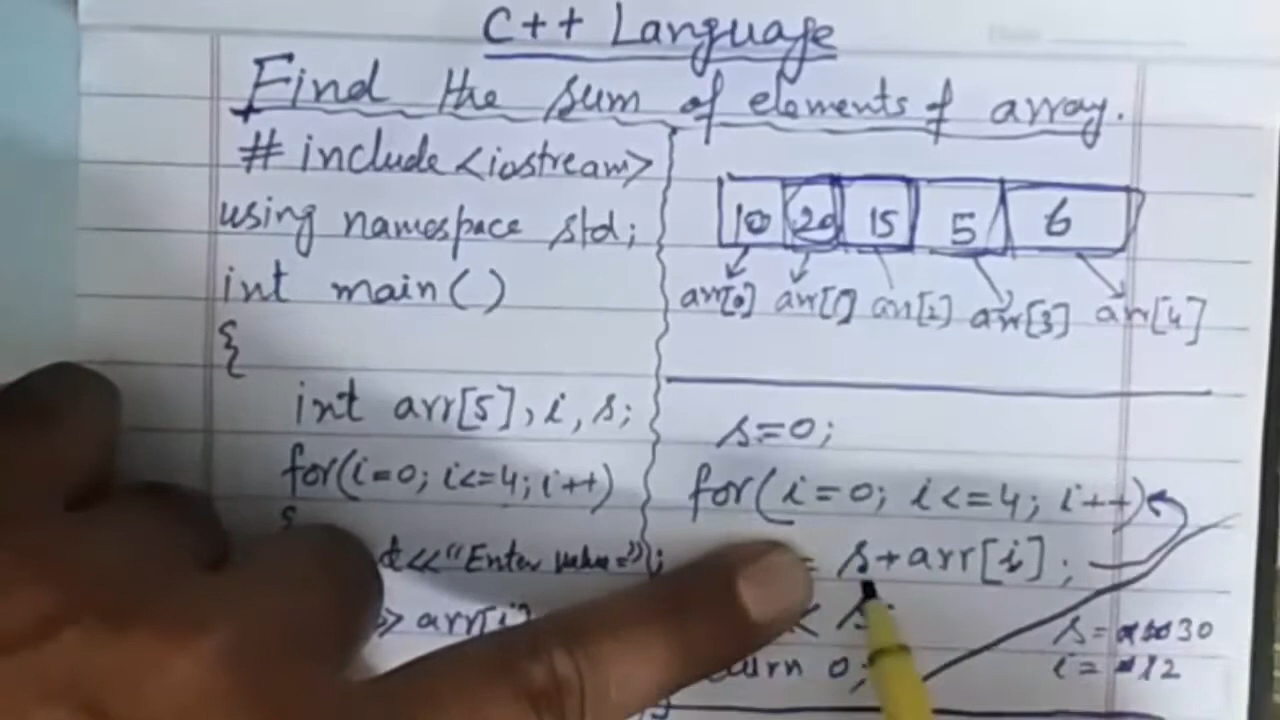 C++ Language
Find the sum of elements of array.
# include <iostream>
using namespace std;
int main()
{
int arr[5], i, s;
for(i=0; i<=4; i++)
{
t<<"Enter value=";
> arr[i]
10 20 15 5 6
arr[0] arr[1] arr[2] arr[3] arr[4]
s=0;
for(i=0; i<=4; i++)
= s+arr[i];
< s;
urn 0;
}
s= 30
i= 2